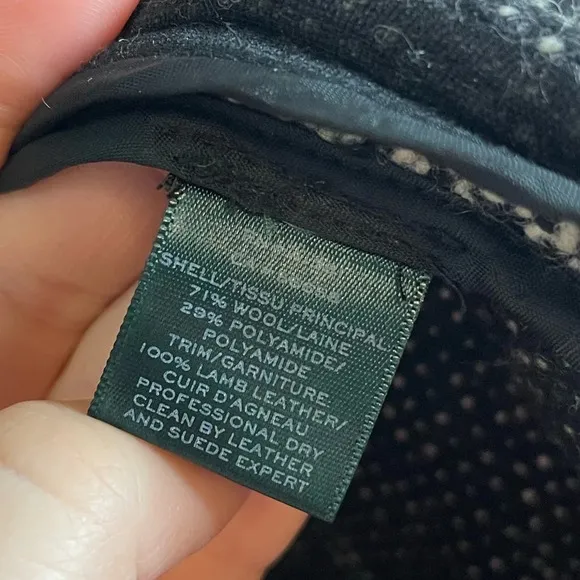 SHELL/TISSU PRINCIPAL
71% WOOL/LAINE
29% POLYAMIDE/
POLYAMIDE
TRIM/GARNITURE
100% LAMB LEATHER/
CUIR D'AGNEAU
PROFESSIONAL DRY
CLEAN BY LEATHER
AND SUEDE EXPERT